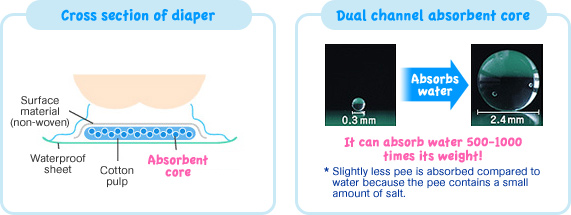 Cross section of diaper
Surface
material
(non-woven)
Waterproof
sheet
Cotton
pulp
Absorbent
core
Dual channel absorbent core
0.3 mm
Absorbs
water
2.4 mm
It can absorb water 500-1000
times its weight!
* Slightly less pee is absorbed compared to
water because the pee contains a small
amount of salt.